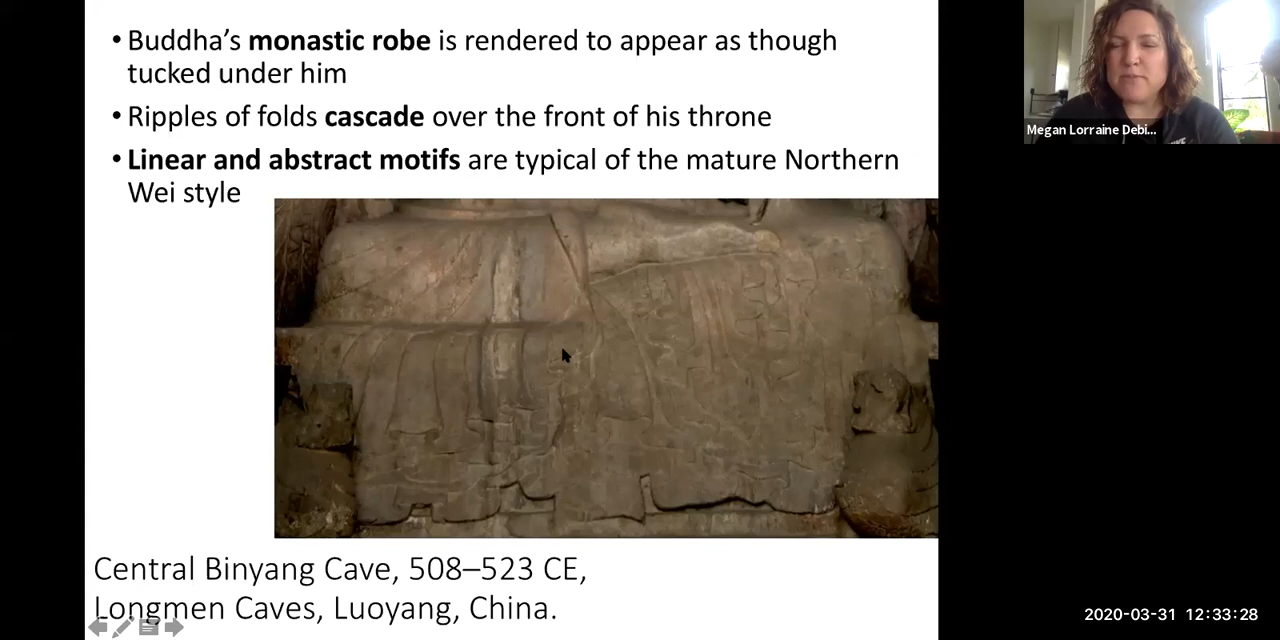 • Buddha's monastic robe is rendered to appear as though
tucked under him
• Ripples of folds cascade over the front of his throne
• Linear and abstract motifs are typical of the mature Northern
Wei style
Megan Lorraine Debi...
Central Binyang Cave, 508–523 CE,
Longmen Caves, Luoyang, China.
2020-03-31 12:33:28